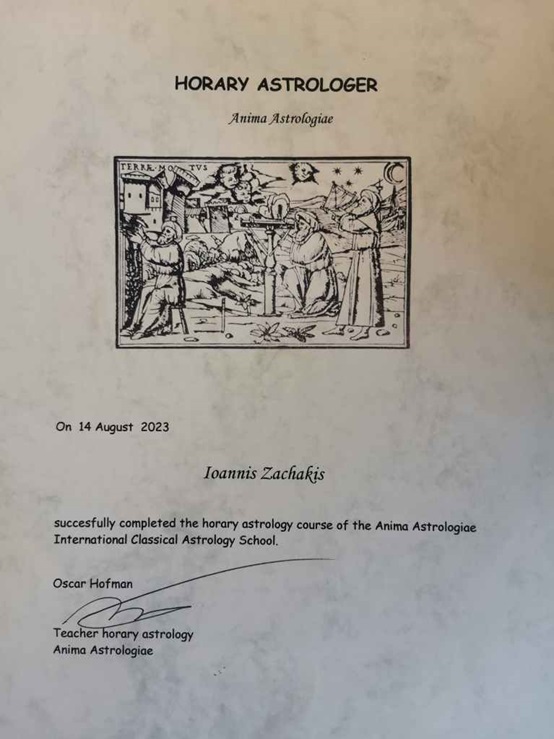 HORARY ASTROLOGER
Anima Astrologiae
TERRÆ-MOTVS
On 14 August 2023
Ioannis Zachakis
succesfully completed the horary astrology course of the Anima Astrologiae
International Classical Astrology School.
Oscar Hofman
Teacher horary astrology
Anima Astrologiae